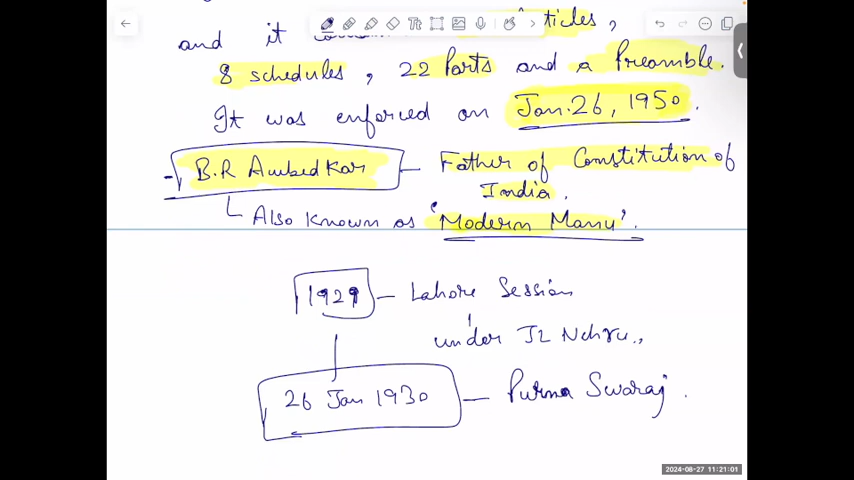 ticles,
and it
8 schedules, 22 Parts and a Preamble.
It was enforced on Jan. 26, 1950.
B.R Ambedkar — Father of Constitution of
India.
Also known as 'Modern Manu'.
1929 — Lahore Session
under JL Nehru.,
26 Jan 1930 — Purna Swaraj.
2024-08-27 11:21:01